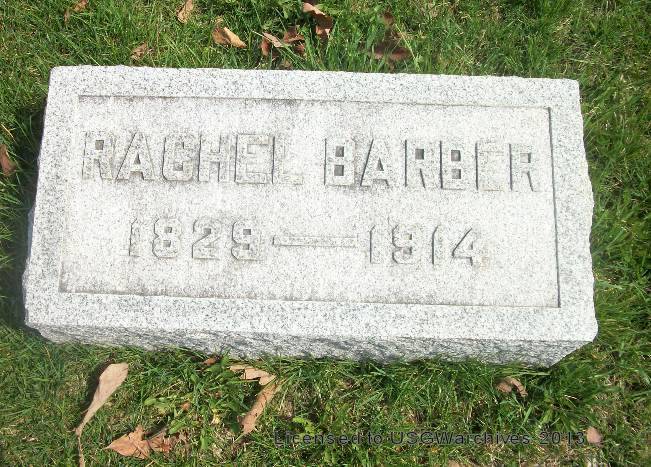 RACHEL BARBER
1829 — 1914
Licensed to USGWarchives 2013